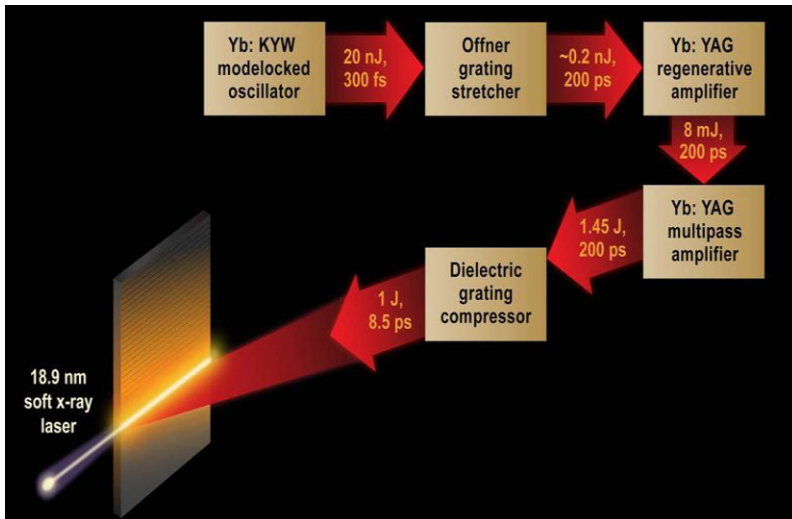 Yb: KYW
modelocked
oscillator
20 nJ,
300 fs
Offner
grating
stretcher
~0.2 nJ,
200 ps
Yb: YAG
regenerative
amplifier
8 mJ,
200 ps
Yb: YAG
multipass
amplifier
1.45 J,
200 ps
Dielectric
grating
compressor
1 J,
8.5 ps
18.9 nm
soft x-ray
laser